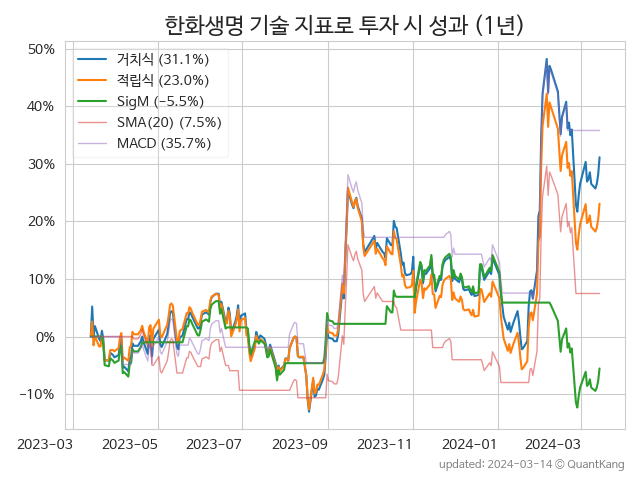 한화생명 기술 지표로 투자 시 성과 (1년)
50%
40%
30%
20%
10%
0%
−10%
거치식 (31.1%)
적립식 (23.0%)
SigM (−5.5%)
SMA(20) (7.5%)
MACD (35.7%)
2023-03 2023-05 2023-07 2023-09 2023-11 2024-01 2024-03
updated: 2024-03-14 © QuantKang